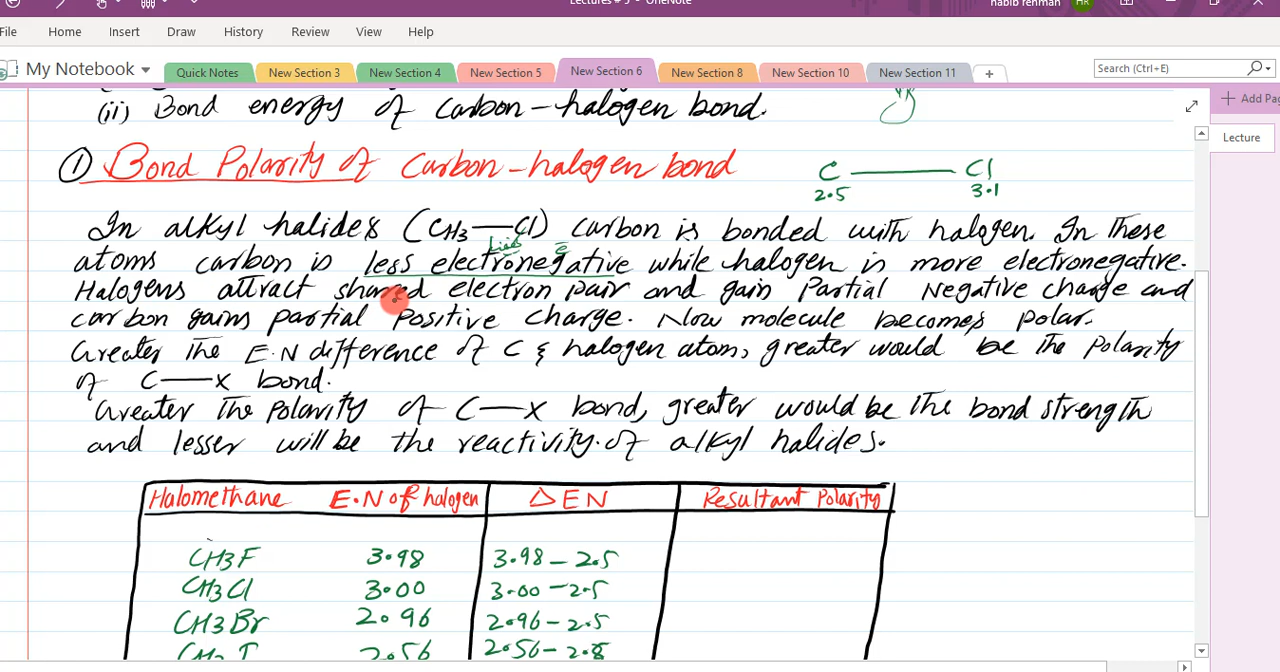 Lectures # 5 - OneNote
habib rehman HR
File Home Insert Draw History Review View Help
My Notebook Quick Notes New Section 3 New Section 4 New Section 5 New Section 6 New Section 8 New Section 10 New Section 11 + Search (Ctrl+E)
+ Add Pag
Lecture
(ii) Bond energy of carbon-halogen bond.
① Bond Polarity of Carbon-halogen bond
C — Cl
2.5 3.1
In alkyl halides (CH3—Cl) carbon is bonded with halogen. In these
atoms carbon is less electronegative while halogen is more electronegative.
Halogens attract shared electron pair and gain Partial Negative charge and
carbon gains partial Positive charge. Now molecule becomes polar.
Greater the E.N difference of C & halogen atom, greater would be the polarity
of C—X bond.
Greater the polarity of C—X bond, greater would be the bond strength
and lesser will be the reactivity of alkyl halides.
Halomethane E.N of halogen △EN Resultant Polarity
CH3F 3.98 3.98 - 2.5
CH3Cl 3.00 3.00 - 2.5
CH3Br 2.96 2.96 - 2.5
CH3I 2.56 2.56 - 2.5